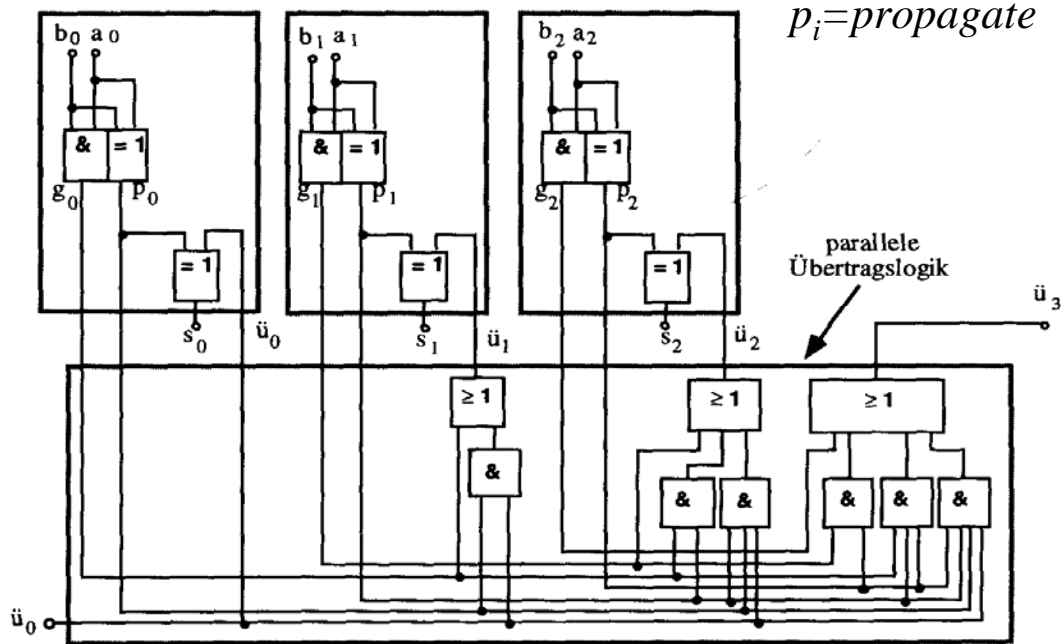 pᵢ=propagate
b₀ a₀
b₁ a₁
b₂ a₂
& =1
& =1
& =1
g₀ p₀
g₁ p₁
g₂ p₂
=1
=1
=1
s₀ ü₀
s₁ ü₁
s₂ ü₂
parallele
Übertragslogik
ü₃
≥1
≥1
≥1
&
& &
& & &
ü₀